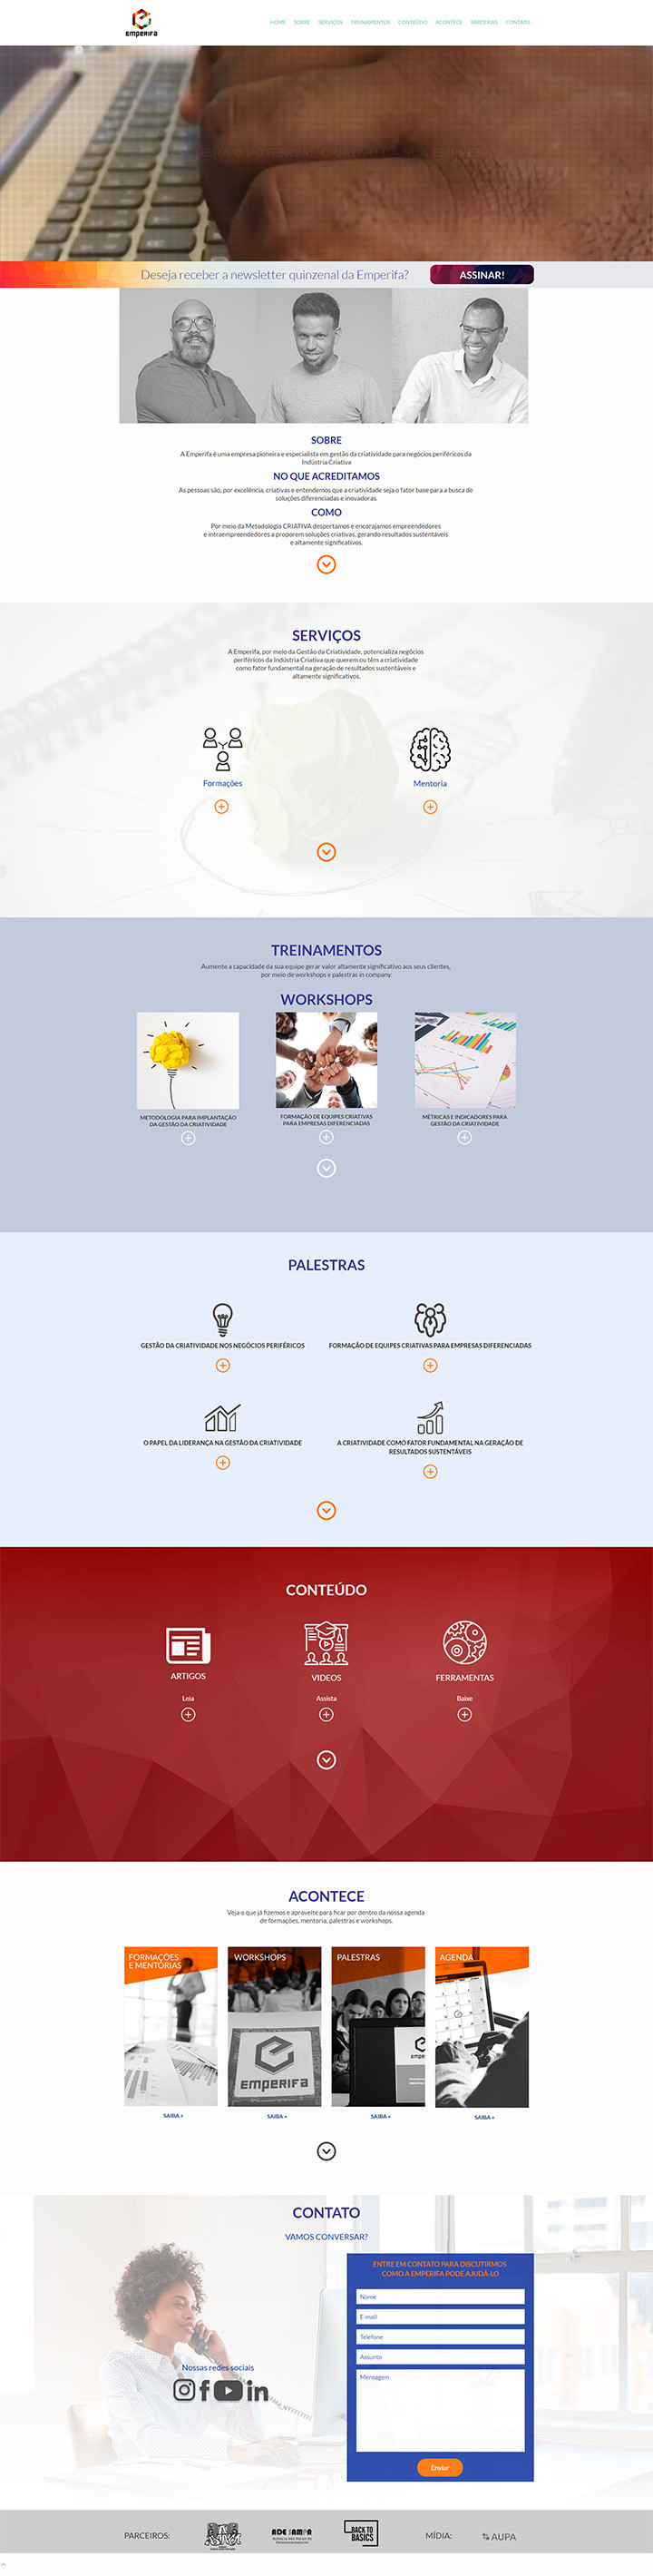 EMPERIFA
HOME SOBRE SERVIÇOS TREINAMENTOS CONTEÚDO ACONTECE PARCERIAS CONTATO
O POTENCIAL CRIATIVO DA SUA
Deseja receber a newsletter quinzenal da Emperifa? ASSINAR!
SOBRE
A Emperifa é uma empresa pioneira e especialista em gestão da criatividade para negócios periféricos da
Indústria Criativa
NO QUE ACREDITAMOS
As pessoas são, por excelência, criativas e entendemos que a criatividade seja o fator base para a busca de
soluções diferenciadas e inovadoras.
COMO
Por meio da Metodologia CRIATIVA despertamos e encorajamos empreendedores
e intraempreendedores a proporem soluções criativas, gerando resultados sustentáveis
e altamente significativos.
SERVIÇOS
A Emperifa, por meio da Gestão da Criatividade, potencializa negócios
periféricos da Indústria Criativa que querem ou têm a criatividade
como fator fundamental na geração de resultados sustentáveis e
altamente significativos.
Formações
Mentoria
TREINAMENTOS
Aumente a capacidade da sua equipe gerar valor altamente significativo aos seus clientes,
por meio de workshops e palestras in company.
WORKSHOPS
METODOLOGIA PARA IMPLANTAÇÃO
DA GESTÃO DA CRIATIVIDADE
FORMAÇÃO DE EQUIPES CRIATIVAS
PARA EMPRESAS DIFERENCIADAS
MÉTRICAS E INDICADORES PARA
GESTÃO DA CRIATIVIDADE
PALESTRAS
GESTÃO DA CRIATIVIDADE NOS NEGÓCIOS PERIFÉRICOS
FORMAÇÃO DE EQUIPES CRIATIVAS PARA EMPRESAS DIFERENCIADAS
O PAPEL DA LIDERANÇA NA GESTÃO DA CRIATIVIDADE
A CRIATIVIDADE COMO FATOR FUNDAMENTAL NA GERAÇÃO DE
RESULTADOS SUSTENTÁVEIS
CONTEÚDO
ARTIGOS
VIDEOS
FERRAMENTAS
Leia
Assista
Baixe
ACONTECE
Veja o que já fizemos e aproveite para ficar por dentro da nossa agenda
de formações, mentoria, palestras e workshops.
FORMAÇÕES
E MENTORIAS
WORKSHOPS
PALESTRAS
AGENDA
EMPERIFA
EMPERIFA
SAIBA +
SAIBA +
SAIBA +
SAIBA +
CONTATO
VAMOS CONVERSAR?
ENTRE EM CONTATO PARA DISCUTIRMOS
COMO A EMPERIFA PODE AJUDÁ-LO
Nome
E-mail
Telefone
Assunto
Mensagem
Nossas redes sociais
Enviar
PARCEIROS:
ADE SAMPA
BACK TO
BASICS
MÍDIA:
AUPA